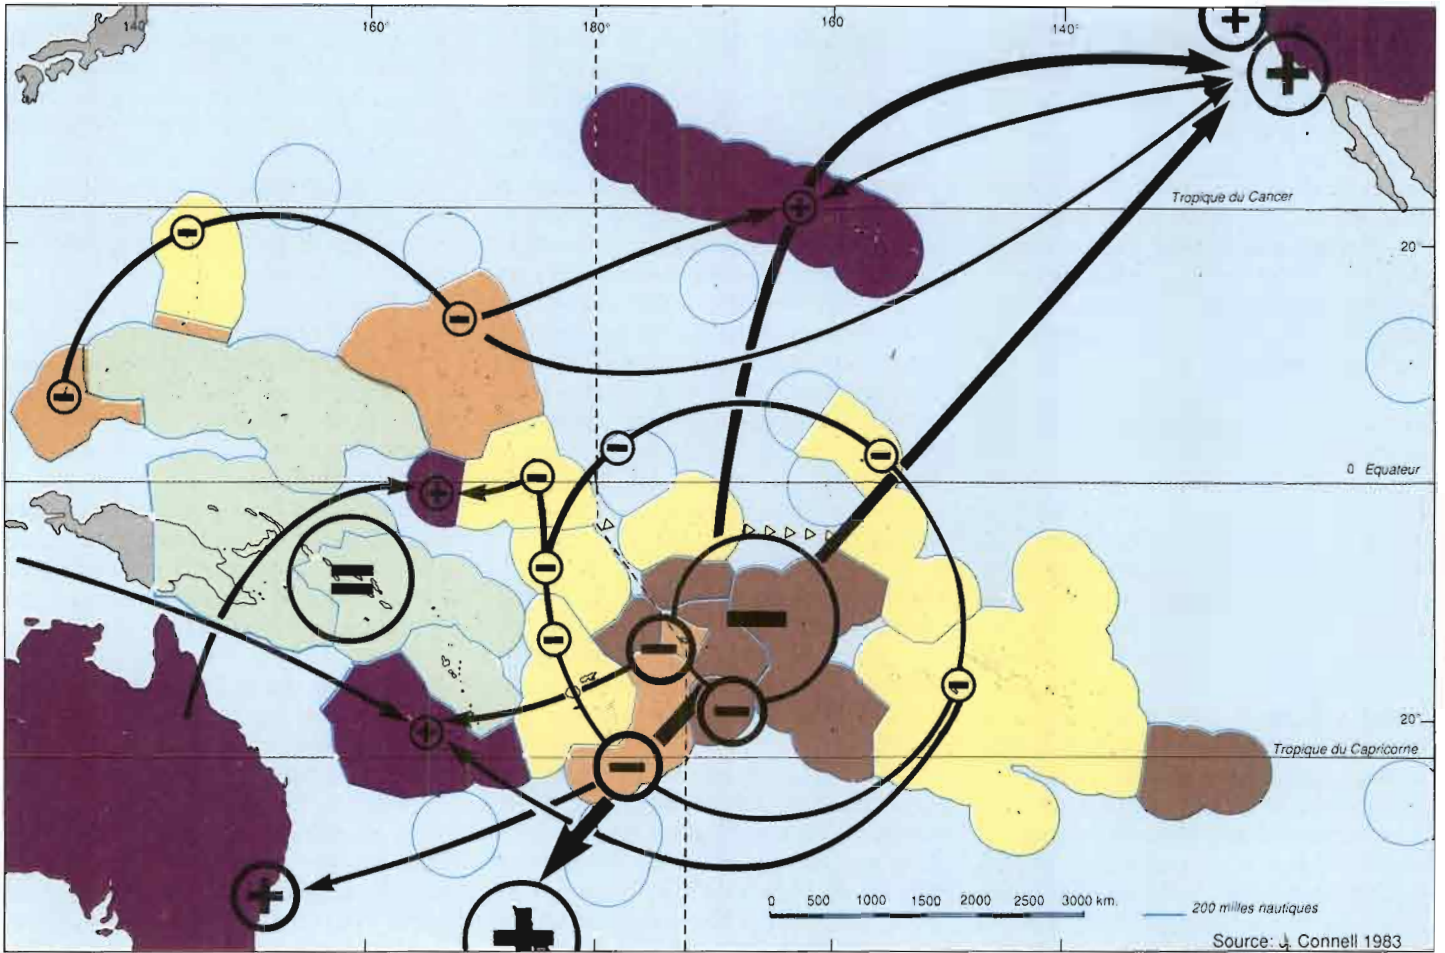 140
160°
180°
160
140°
Tropique du Cancer
20°
0 Equateur
20°
Tropique du Capricorne
0 500 1000 1500 2000 2500 3000 km.
200 milles nautiques
Source: J. Connell 1983